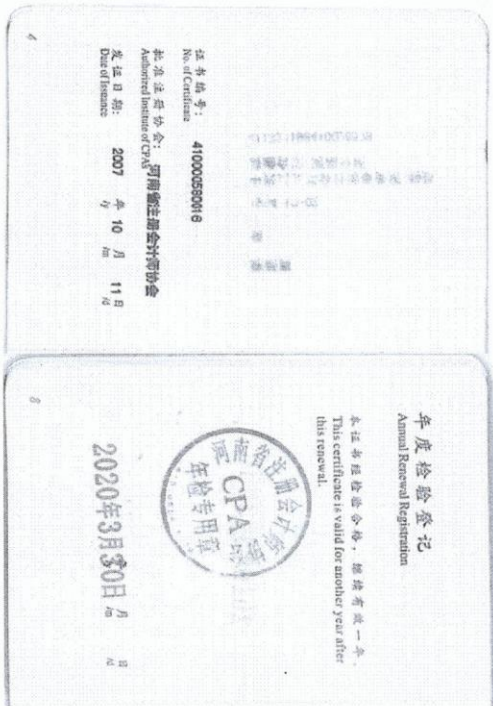 证书编号： 410000580016
No. of Certificate
批准注册协会： 河南省注册会计师协会
Authorized Institute of CPAs
发证日期： 2007 年 10 月 11 日
Date of Issuance /y /m /d
6
年度检验登记
Annual Renewal Registration
本证书经检验合格，继续有效一年。
This certificate is valid for another year after
this renewal.
河南省注册会计师
CPA
年检专用章
2020年3月30日
月 日
/m /d
8